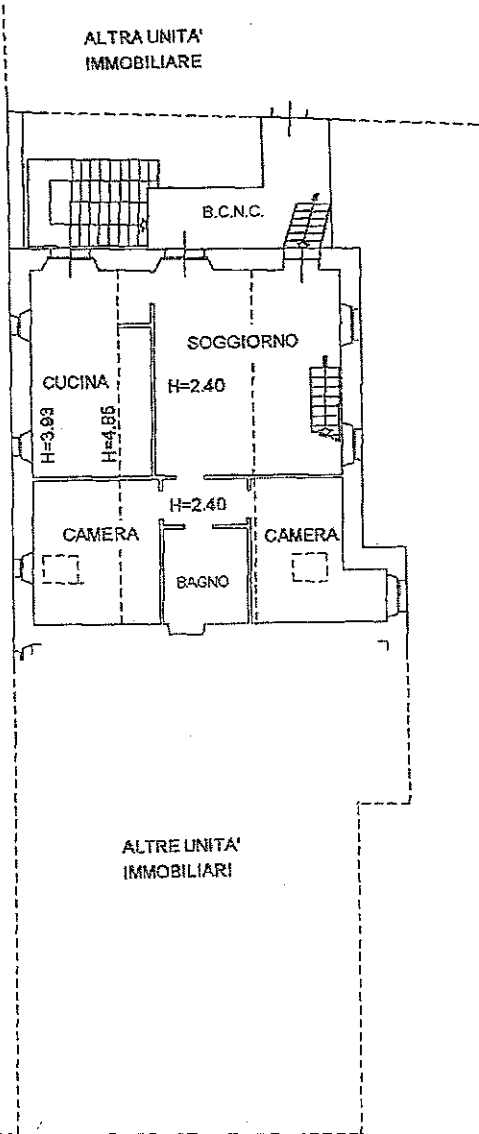 ALTRA UNITA'
IMMOBILIARE
B.C.N.C.
SOGGIORNO
CUCINA
H=2.40
H=3.93
H=4.85
H=2.40
CAMERA
CAMERA
BAGNO
ALTRE UNITA'
IMMOBILIARI